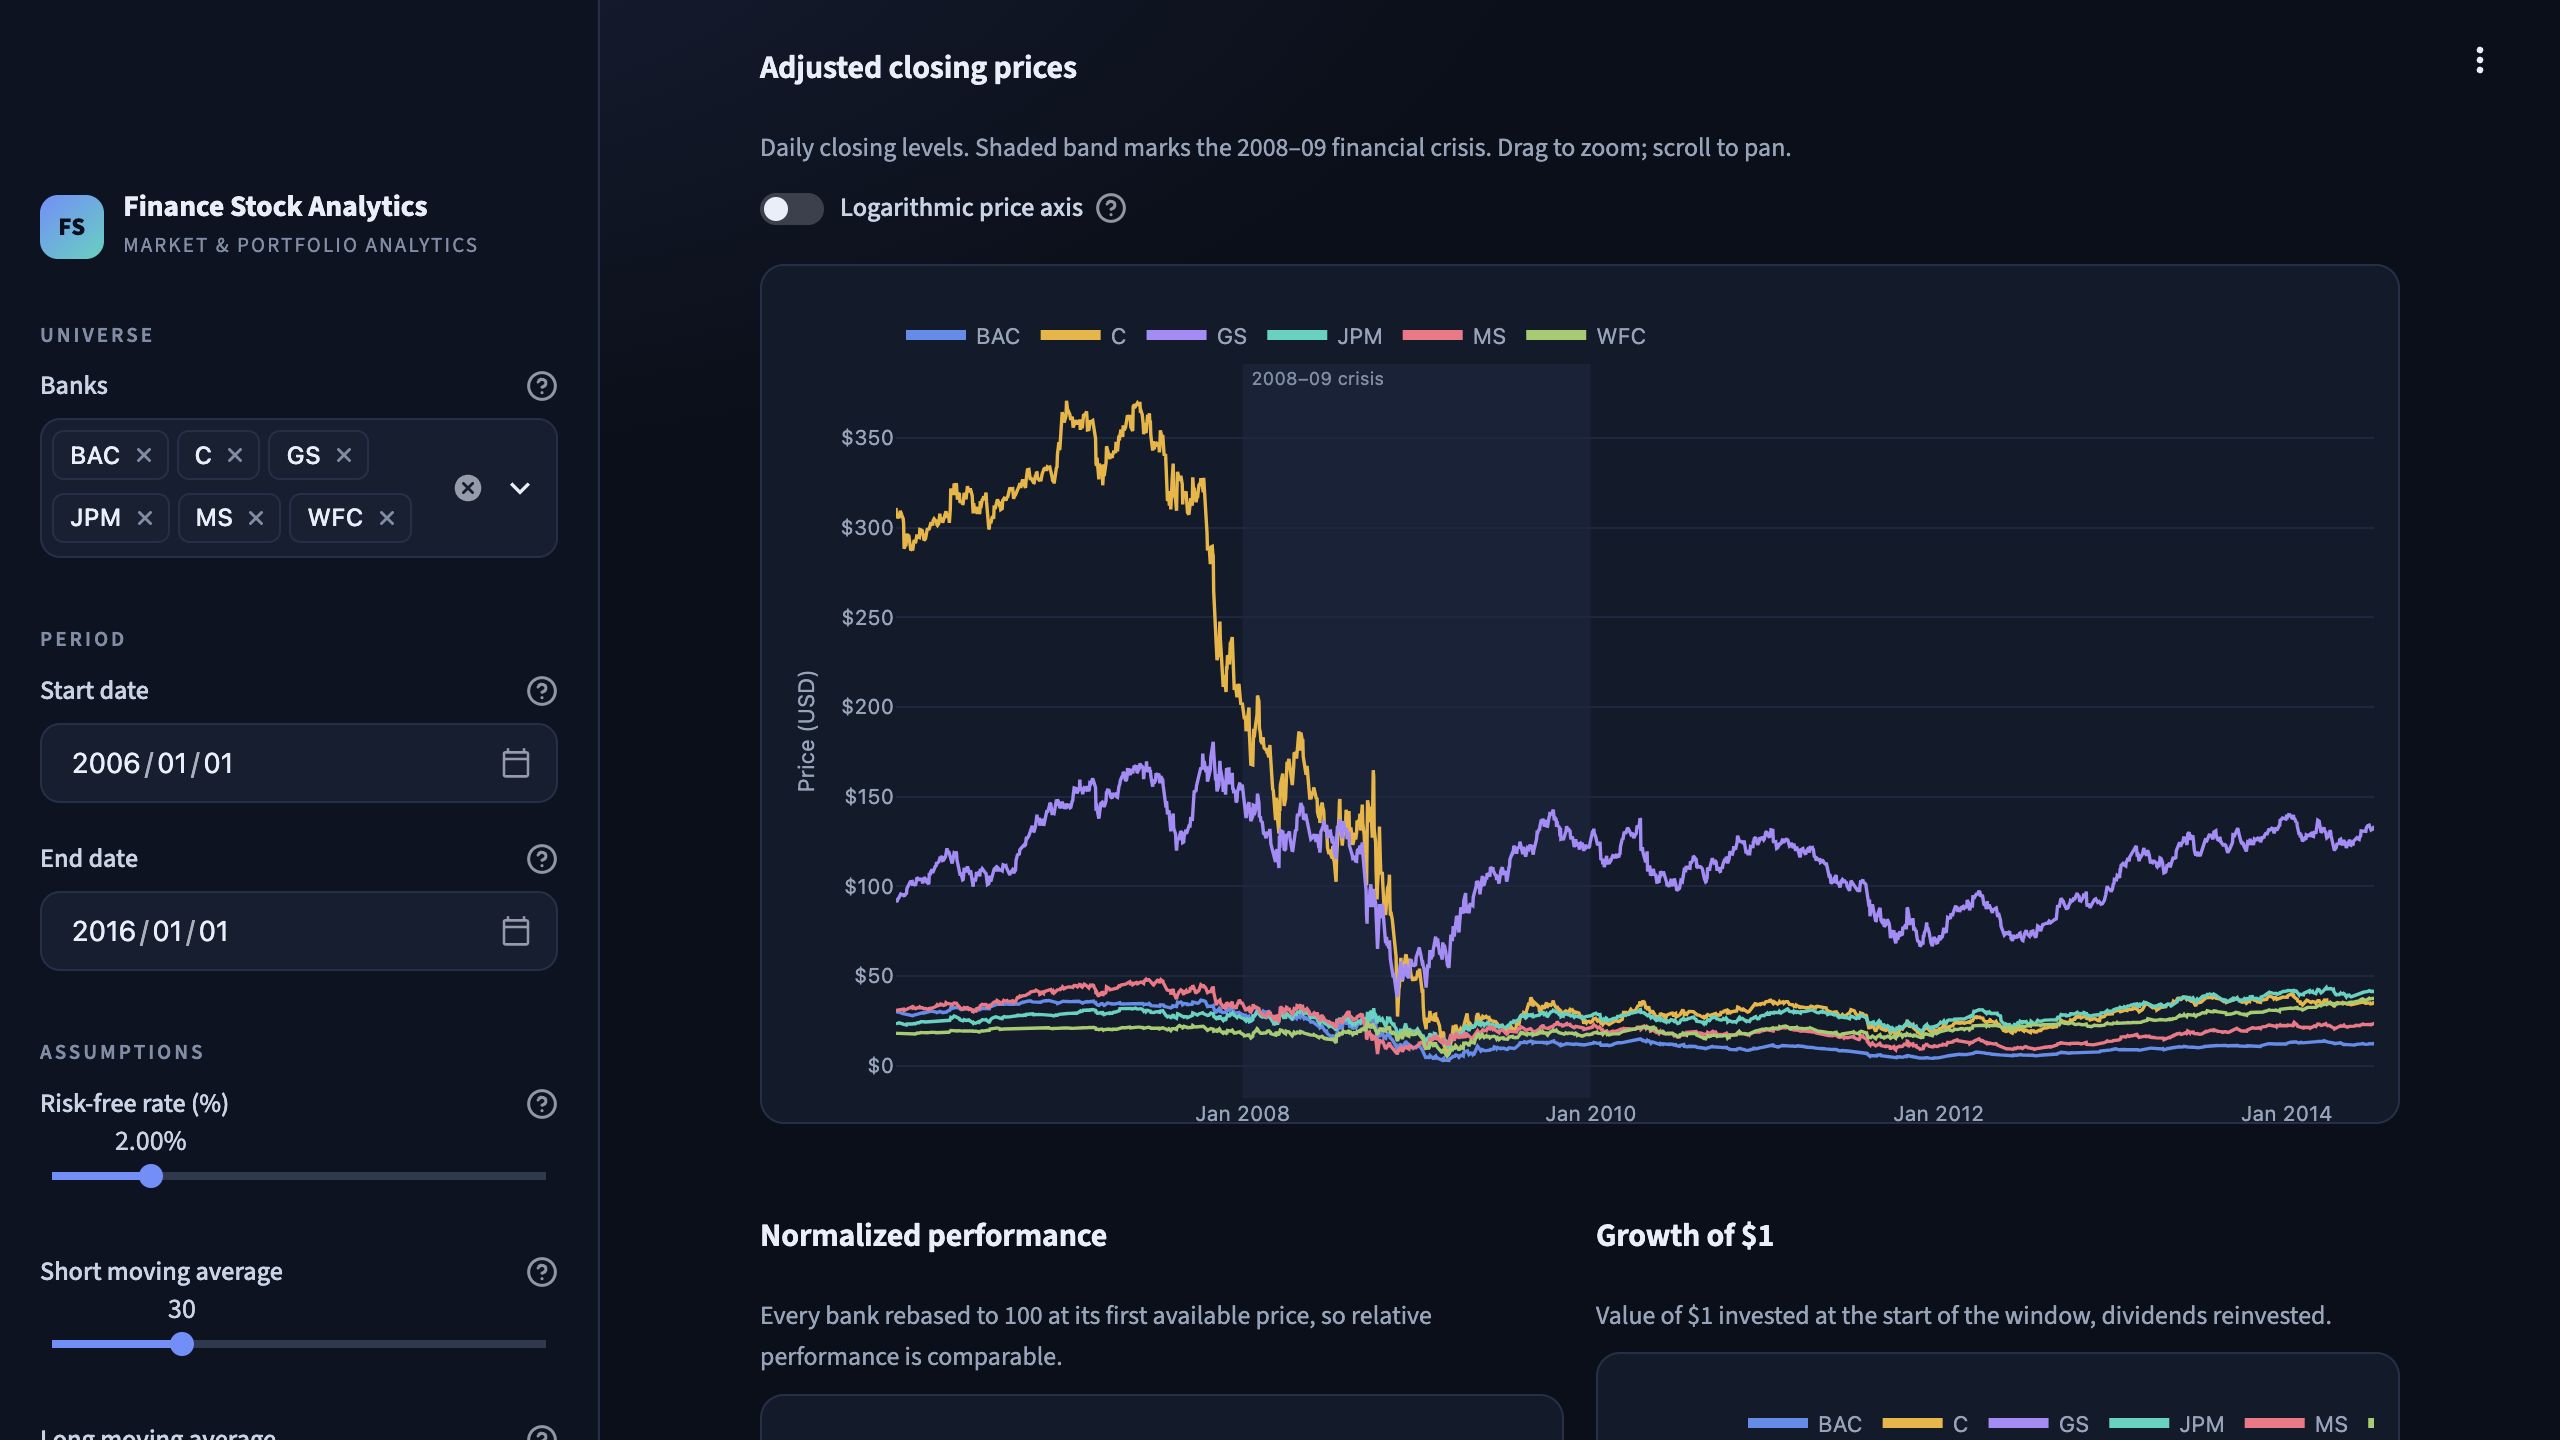 FS
Finance Stock Analytics
MARKET & PORTFOLIO ANALYTICS
UNIVERSE
Banks
BAC C GS
JPM MS WFC
PERIOD
Start date
2006/01/01
End date
2016/01/01
ASSUMPTIONS
Risk-free rate (%)
2.00%
Short moving average
30
Long moving average
Adjusted closing prices
Daily closing levels. Shaded band marks the 2008–09 financial crisis. Drag to zoom; scroll to pan.
Logarithmic price axis
BAC C GS JPM MS WFC
2008–09 crisis
$350
$300
$250
$200
$150
$100
$50
$0
Price (USD)
Jan 2008 Jan 2010 Jan 2012 Jan 2014
Normalized performance
Every bank rebased to 100 at its first available price, so relative
performance is comparable.
Growth of $1
Value of $1 invested at the start of the window, dividends reinvested.
BAC C GS JPM MS